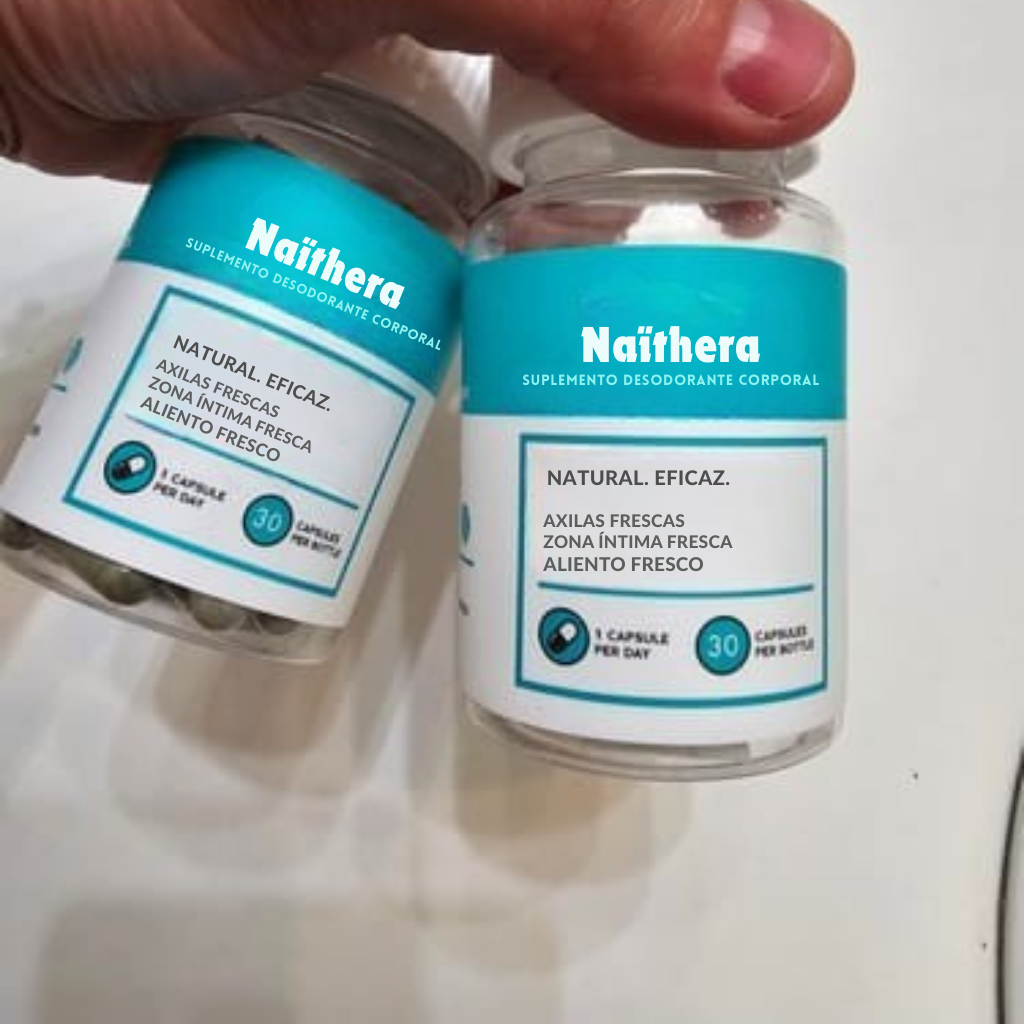 Naïthera
SUPLEMENTO DESODORANTE CORPORAL
NATURAL. EFICAZ.
AXILAS FRESCAS
ZONA ÍNTIMA FRESCA
ALIENTO FRESCO
1 CAPSULE
PER DAY
30
CAPSULES
PER BOTTLE
Naïthera
SUPLEMENTO DESODORANTE CORPORAL
NATURAL. EFICAZ.
AXILAS FRESCAS
ZONA ÍNTIMA FRESCA
ALIENTO FRESCO
1 CAPSULE
PER DAY
30
CAPSULES
PER BOTTLE